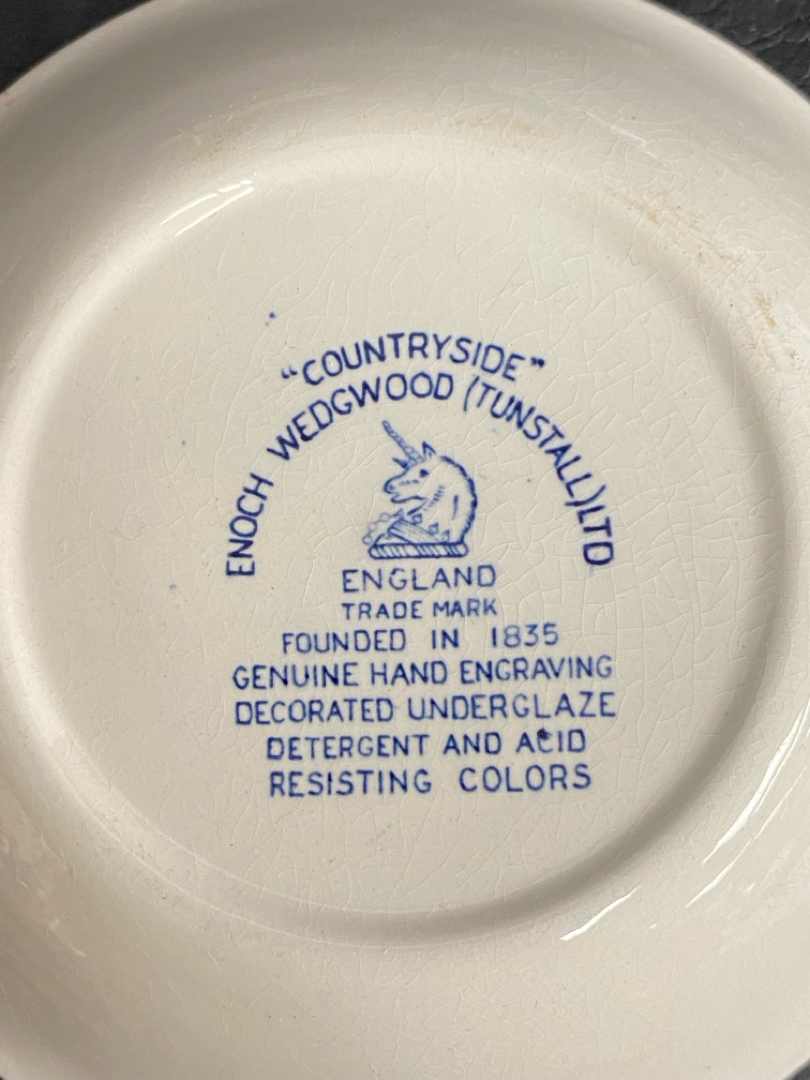 "COUNTRYSIDE"
ENOCH WEDGWOOD (TUNSTALL) LTD
ENGLAND
TRADE MARK
FOUNDED IN 1835
GENUINE HAND ENGRAVING
DECORATED UNDERGLAZE
DETERGENT AND ACID
RESISTING COLORS